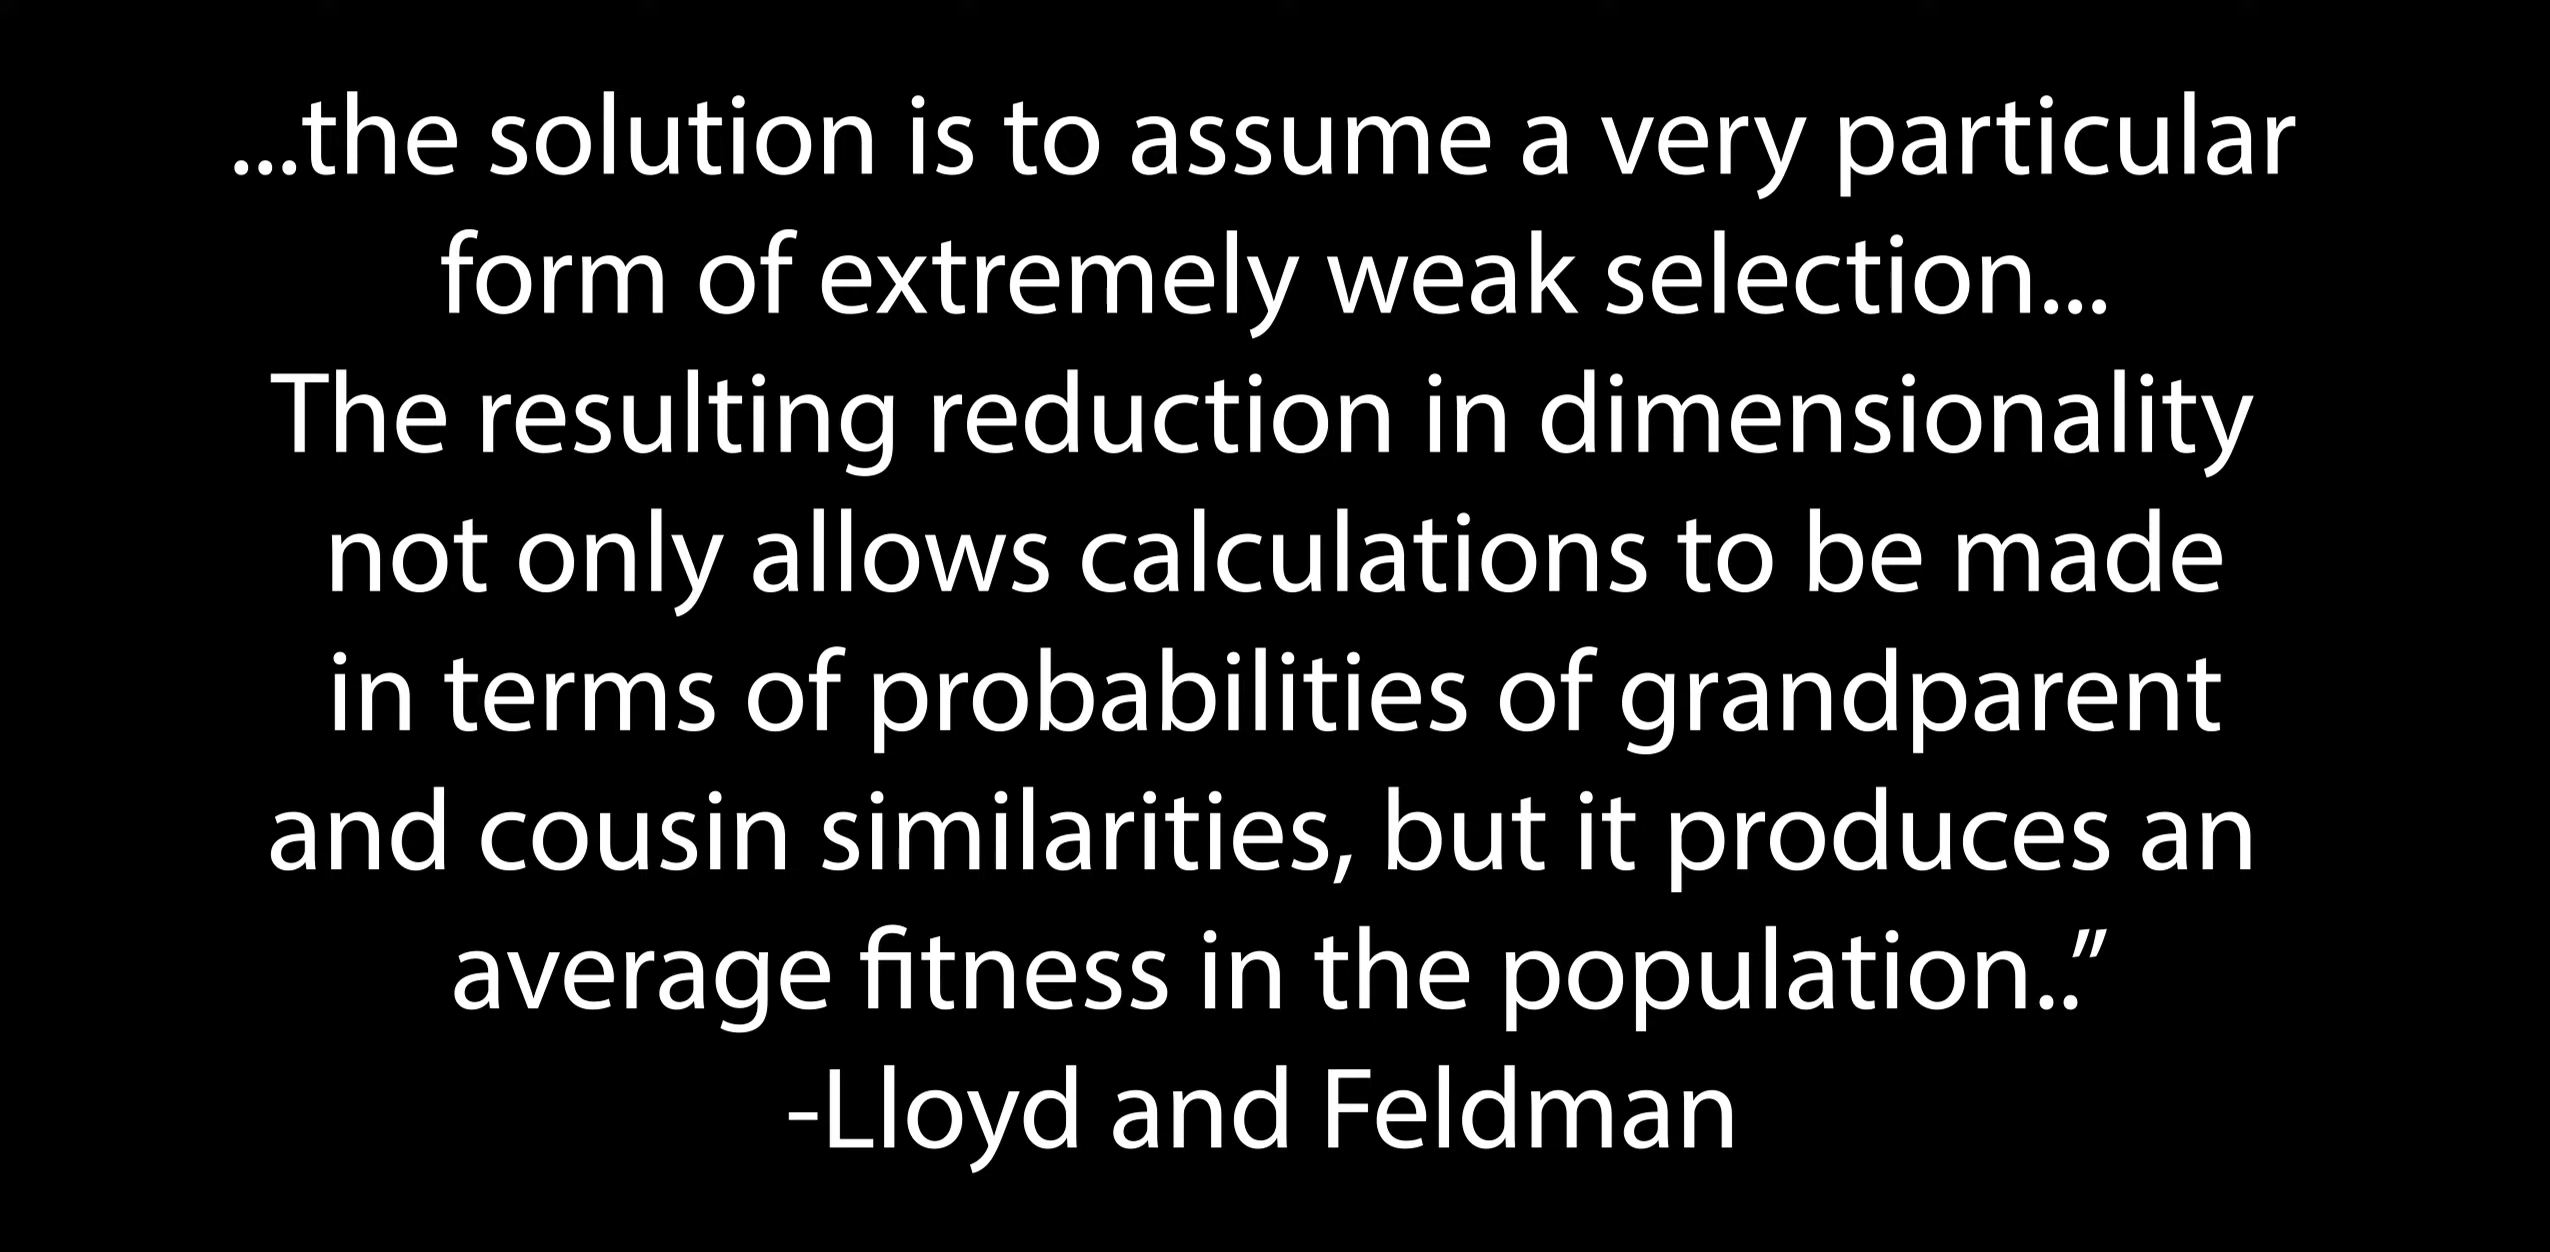 ...the solution is to assume a very particular
form of extremely weak selection...
The resulting reduction in dimensionality
not only allows calculations to be made
in terms of probabilities of grandparent
and cousin similarities, but it produces an
average fitness in the population..”
-Lloyd and Feldman